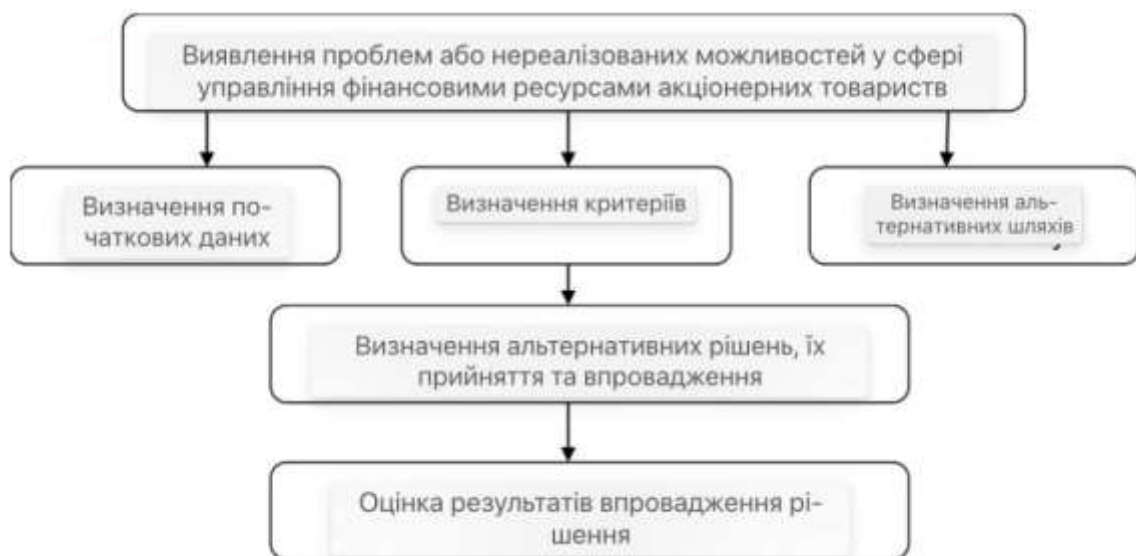 Виявлення проблем або нереалізованих можливостей у сфері
управління фінансовими ресурсами акціонерних товариств
Визначення по-
чаткових даних
Визначення критеріїв
Визначення аль-
тернативних шляхів
Визначення альтернативних рішень, їх
прийняття та впровадження
Оцінка результатів впровадження рі-
шення